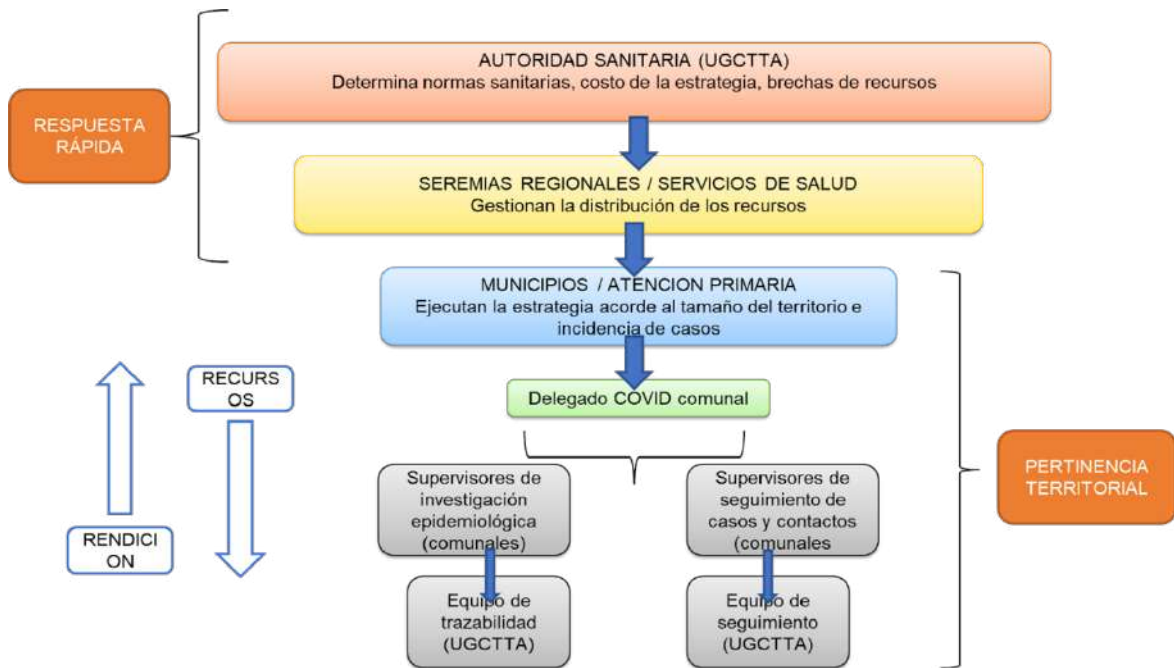 AUTORIDAD SANITARIA (UGCTTA)
Determina normas sanitarias, costo de la estrategia, brechas de recursos
RESPUESTA
RÁPIDA
SEREMIAS REGIONALES / SERVICIOS DE SALUD
Gestionan la distribución de los recursos
MUNICIPIOS / ATENCION PRIMARIA
Ejecutan la estrategia acorde al tamaño del territorio e
incidencia de casos
RECURS
OS
Delegado COVID comunal
PERTINENCIA
TERRITORIAL
Supervisores de
investigación
epidemiológica
(comunales)
Supervisores de
seguimiento de
casos y contactos
(comunales
RENDICI
ON
Equipo de
trazabilidad
(UGCTTA)
Equipo de
seguimiento
(UGCTTA)